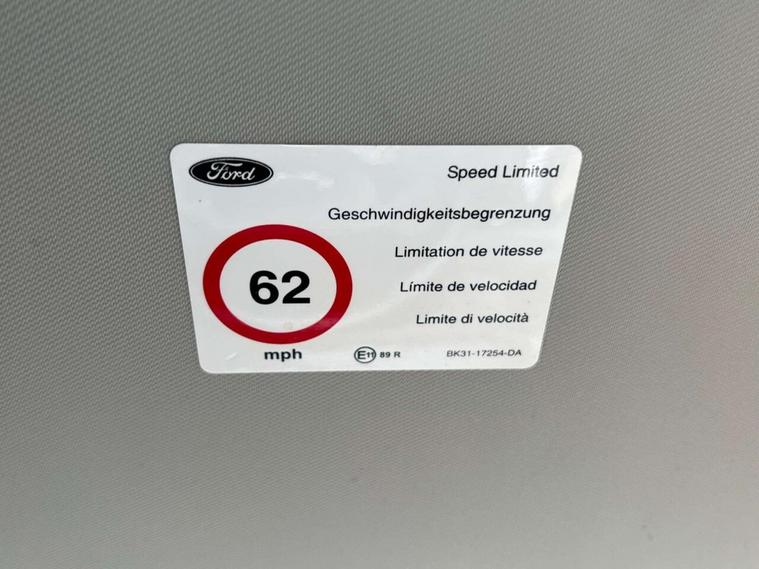 Ford
Speed Limited
Geschwindigkeitsbegrenzung
Limitation de vitesse
Límite de velocidad
Limite di velocità
62
mph
E11 89 R
BK31-17254-DA